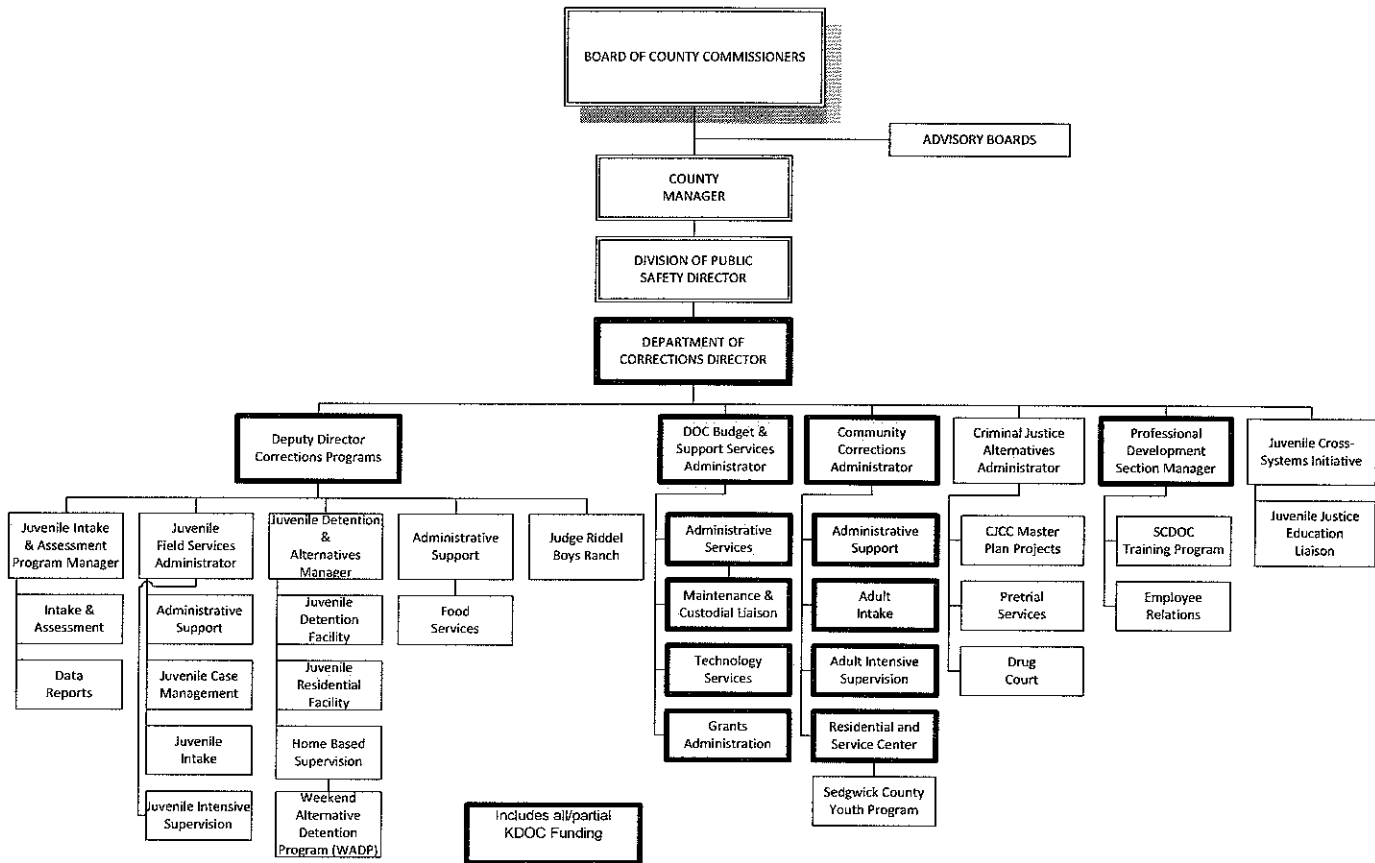 BOARD OF COUNTY COMMISSIONERS
ADVISORY BOARDS
COUNTY
MANAGER
DIVISION OF PUBLIC
SAFETY DIRECTOR
DEPARTMENT OF
CORRECTIONS DIRECTOR
Deputy Director
Corrections Programs
DOC Budget &
Support Services
Administrator
Community
Corrections
Administrator
Criminal Justice
Alternatives
Administrator
Professional
Development
Section Manager
Juvenile Cross-
Systems Initiative
Juvenile Intake
& Assessment
Program Manager
Intake &
Assessment
Data
Reports
Juvenile
Field Services
Administrator
Administrative
Support
Juvenile Case
Management
Juvenile
Intake
Juvenile Intensive
Supervision
Juvenile Detention
&
Alternatives
Manager
Juvenile
Detention
Facility
Juvenile
Residential
Facility
Home Based
Supervision
Weekend
Alternative
Detention
Program (WADP)
Administrative
Support
Food
Services
Judge Riddel
Boys Ranch
Administrative
Services
Maintenance &
Custodial Liaison
Technology
Services
Grants
Administration
Administrative
Support
Adult
Intake
Adult Intensive
Supervision
Residential and
Service Center
Sedgwick County
Youth Program
CJCC Master
Plan Projects
Pretrial
Services
Drug
Court
SCDOC
Training Program
Employee
Relations
Juvenile Justice
Education
Liaison
Includes all/partial
KDOC Funding